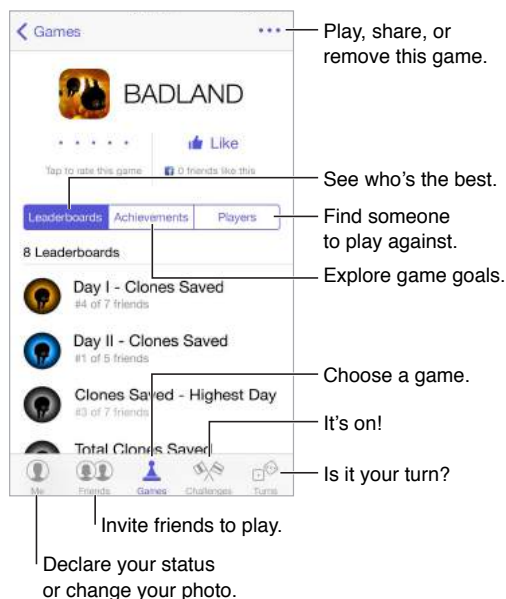 Games
Play, share, or
remove this game.
BADLAND
Like
Tap to rate this game
0 friends like this
See who's the best.
Leaderboards Achievements Players
Find someone
to play against.
8 Leaderboards
Explore game goals.
Day I - Clones Saved
#4 of 7 friends
Day II - Clones Saved
#1 of 5 friends
Choose a game.
Clones Saved - Highest Day
#3 of 7 friends
It's on!
Total Clones Saved
Is it your turn?
Me Friends Games Challenges Turns
Invite friends to play.
Declare your status
or change your photo.